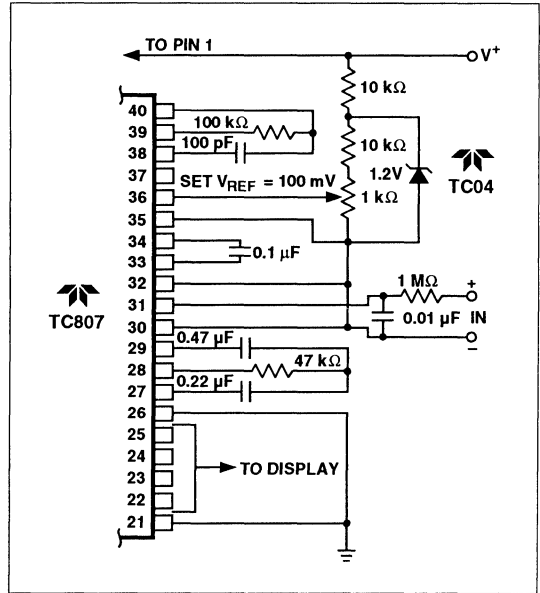 TO PIN 1
V+
10 kΩ
40
39
100 kΩ
38
100 pF
10 kΩ
37
1.2V
TC04
36
SET VREF = 100 mV
1 kΩ
35
34
33
0.1 µF
32
31
1 MΩ
+
TC807
30
0.01 µF
IN
−
29
0.47 µF
28
47 kΩ
27
0.22 µF
26
25
24
TO DISPLAY
23
22
21